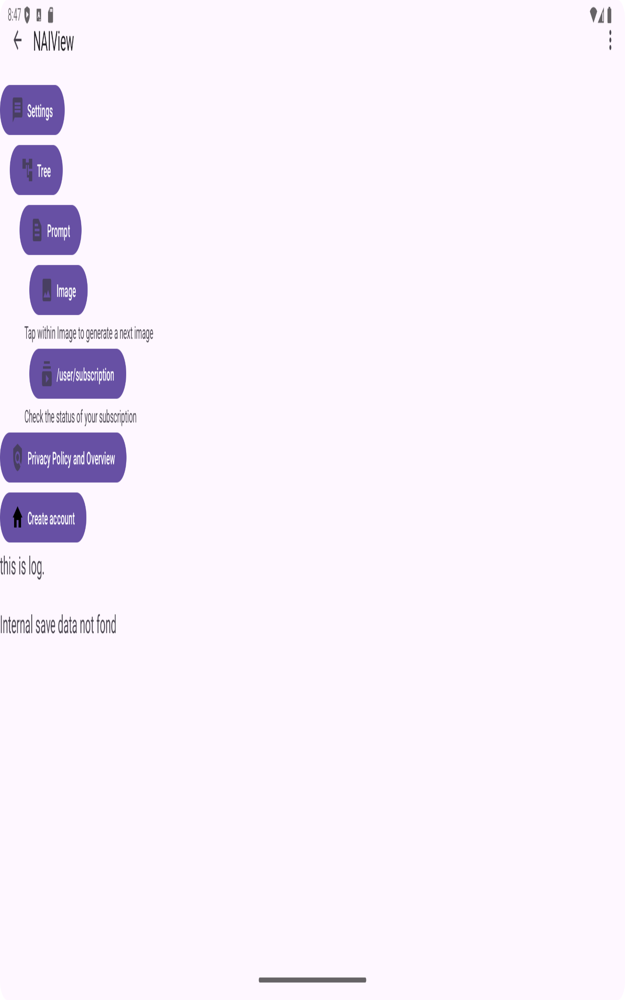 8:47
NAIView
Settings
Tree
Prompt
Image
Tap within Image to generate a next image
/user/subscription
Check the status of your subscription
Privacy Policy and Overview
Create account
this is log.
Internal save data not fond